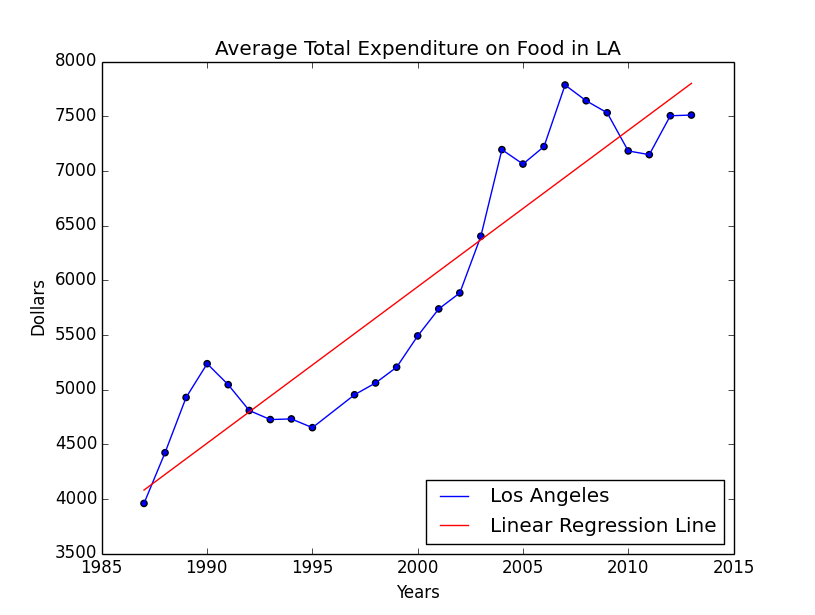 Average Total Expenditure on Food in LA
8000
7500
7000
6500
6000
5500
5000
4500
4000
3500
Dollars
1985 1990 1995 2000 2005 2010 2015
Years
Los Angeles
Linear Regression Line